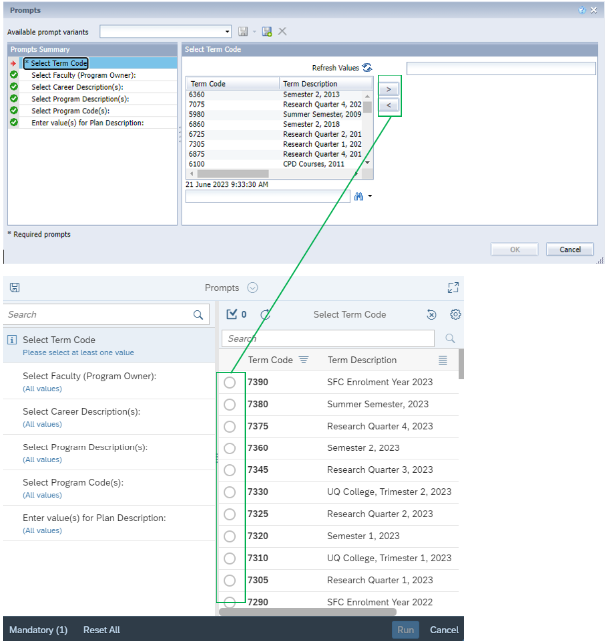 Prompts
Available prompt variants
Prompts Summary
* Select Term Code
Select Faculty (Program Owner):
Select Career Description(s):
Select Program Description(s):
Select Program Code(s):
Enter value(s) for Plan Description:
Select Term Code
Refresh Values
Term Code Term Description
6360 Semester 2, 2013
7075 Research Quarter 4, 202
5980 Summer Semester, 2009
6860 Semester 2, 2018
6725 Research Quarter 2, 201
7305 Research Quarter 1, 202
6875 Research Quarter 4, 201
6100 CPD Courses, 2011
21 June 2023 9:33:30 AM
>
<
* Required prompts
OK Cancel
Prompts
Search
Select Term Code
Please select at least one value
Select Faculty (Program Owner):
(All values)
Select Career Description(s):
(All values)
Select Program Description(s):
(All values)
Select Program Code(s):
(All values)
Enter value(s) for Plan Description:
(All values)
0 Select Term Code
Search
Term Code Term Description
7390 SFC Enrolment Year 2023
7380 Summer Semester, 2023
7375 Research Quarter 4, 2023
7360 Semester 2, 2023
7345 Research Quarter 3, 2023
7330 UQ College, Trimester 2, 2023
7325 Research Quarter 2, 2023
7320 Semester 1, 2023
7310 UQ College, Trimester 1, 2023
7305 Research Quarter 1, 2023
7290 SFC Enrolment Year 2022
Mandatory (1) Reset All Run Cancel